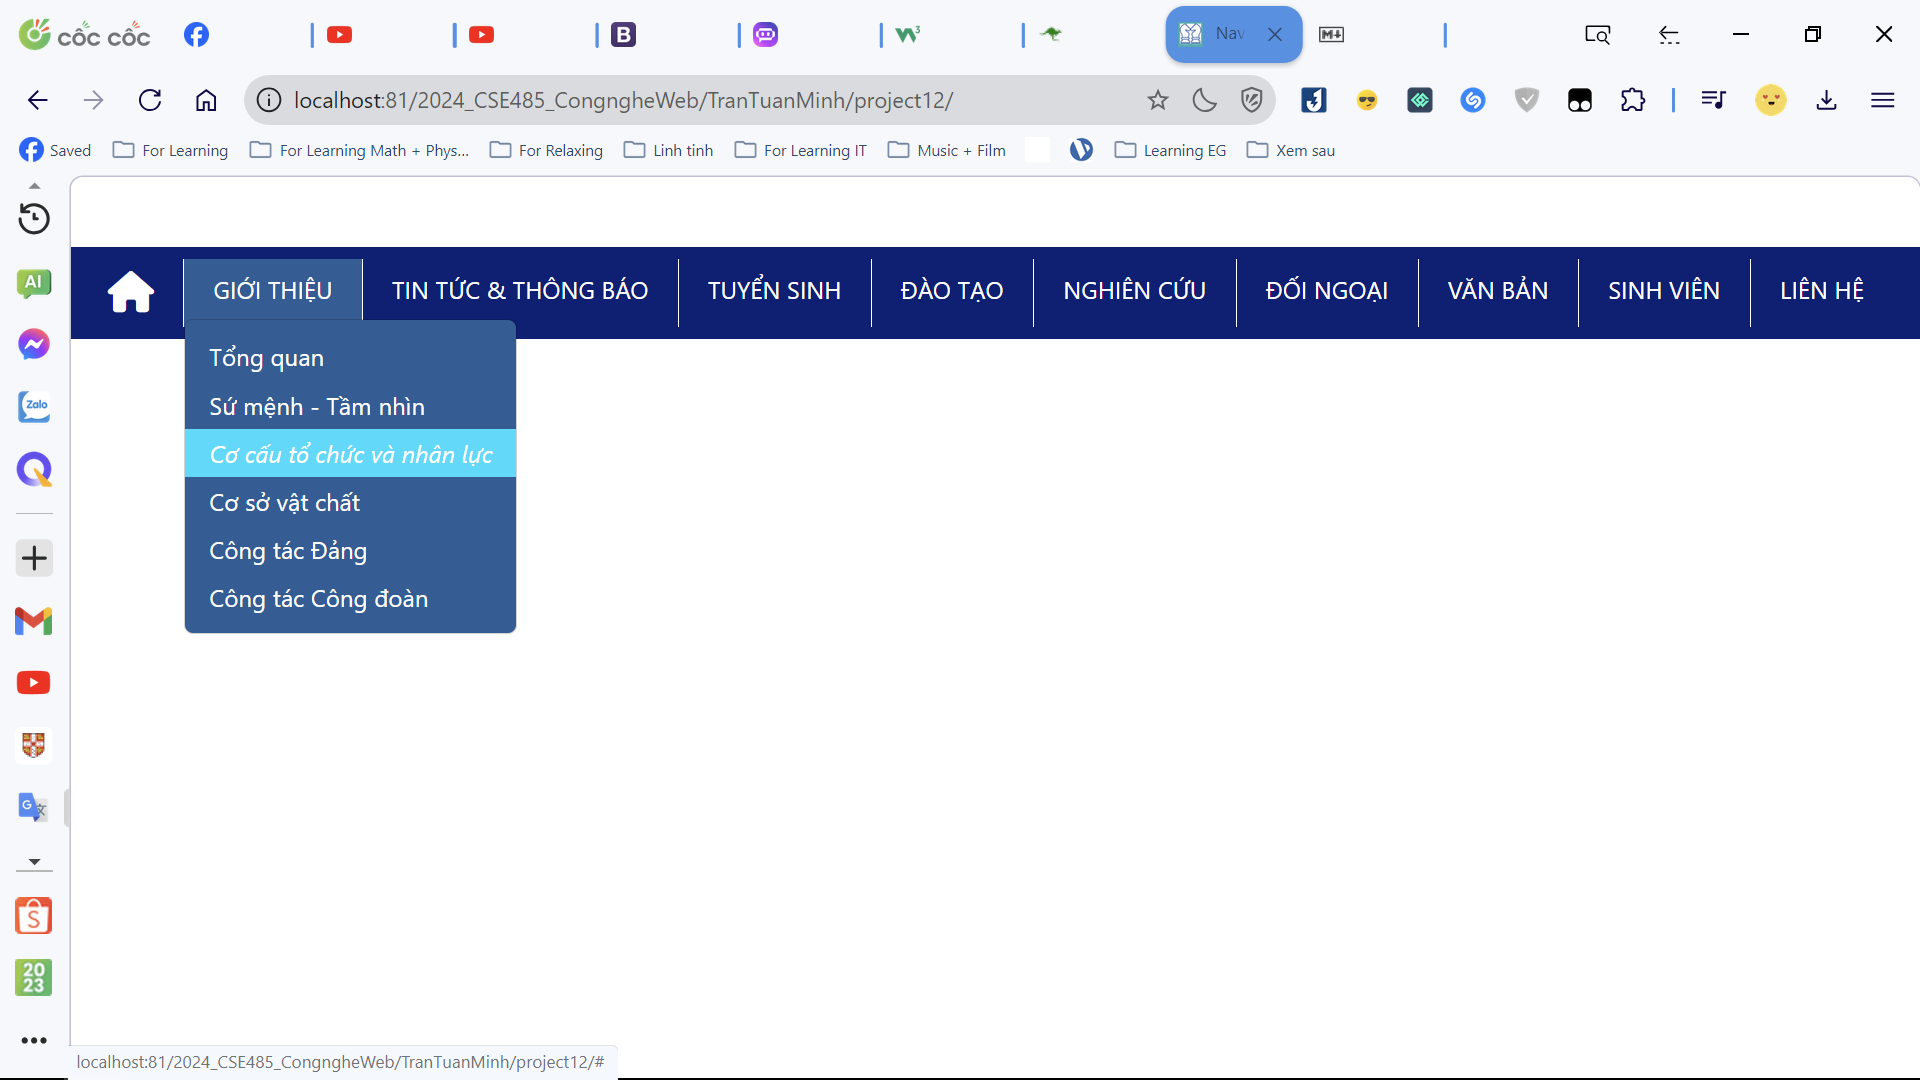 cốc cốc
B
W3
Nav
M
localhost:81/2024_CSE485_CongngheWeb/TranTuanMinh/project12/
Saved
For Learning
For Learning Math + Phys...
For Relaxing
Linh tinh
For Learning IT
Music + Film
Learning EG
Xem sau
AI
Zalo
GIỚI THIỆU
TIN TỨC & THÔNG BÁO
TUYỂN SINH
ĐÀO TẠO
NGHIÊN CỨU
ĐỐI NGOẠI
VĂN BẢN
SINH VIÊN
LIÊN HỆ
Tổng quan
Sứ mệnh - Tầm nhìn
Cơ cấu tổ chức và nhân lực
Cơ sở vật chất
Công tác Đảng
Công tác Công đoàn
G
文
S
20
23
localhost:81/2024_CSE485_CongngheWeb/TranTuanMinh/project12/#